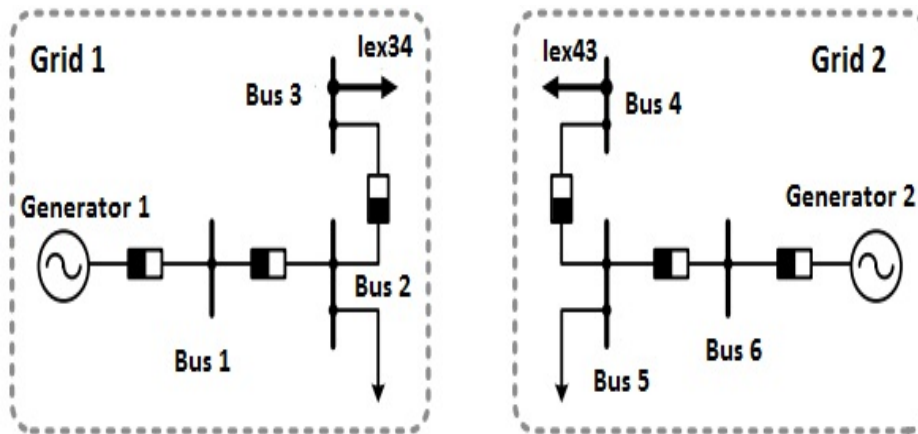 Grid 1
Iex34
Bus 3
Generator 1
Bus 2
Bus 1
Iex43
Grid 2
Bus 4
Generator 2
Bus 6
Bus 5